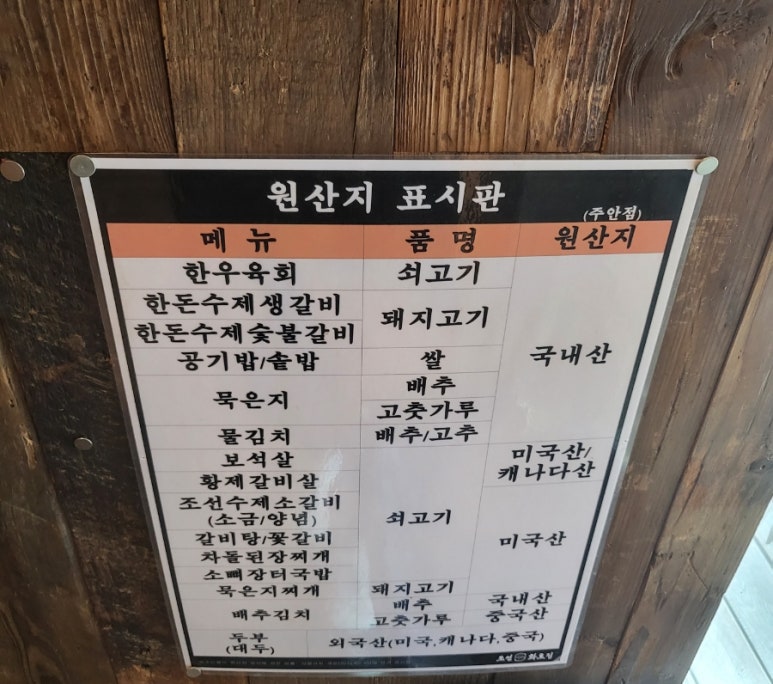 원산지 표시판
(주안점)
메 뉴 품 명 원산지
한우육회 쇠고기
한돈수제생갈비
돼지고기
한돈수제숯불갈비
국내산
공기밥/솥밥 쌀
배추
묵은지
고춧가루
물김치 배추/고추
보석살 미국산/
캐나다산
황제갈비살
조선수제소갈비
(소금/양념)
쇠고기
갈비탕/꽃갈비 미국산
차돌된장찌개
소뼈장터국밥
묵은지찌개 돼지고기
국내산
배추
배추김치
고춧가루 중국산
두부
(대두)
외국산(미국,캐나다,중국)
조선 화로집